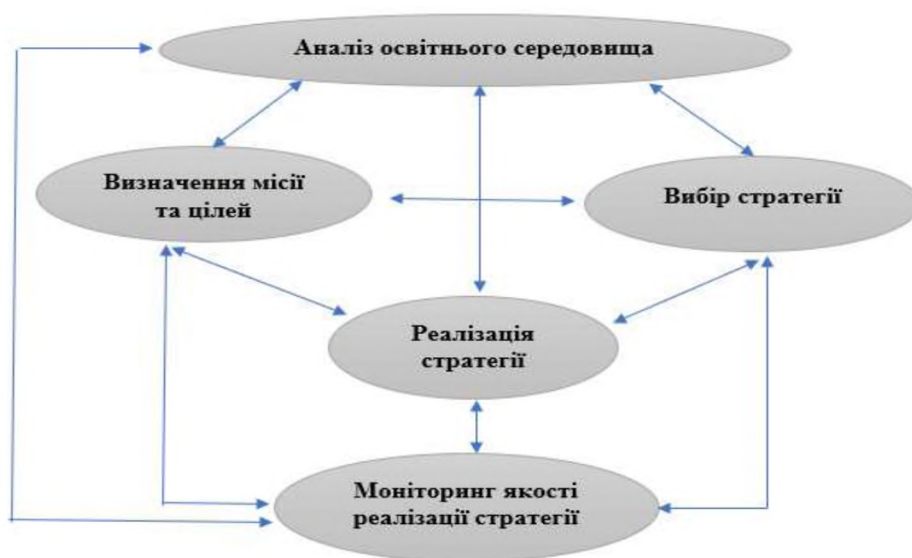 Аналіз освітнього середовища
Визначення місії
та цілей
Вибір стратегії
Реалізація
стратегії
Моніторинг якості
реалізації стратегії